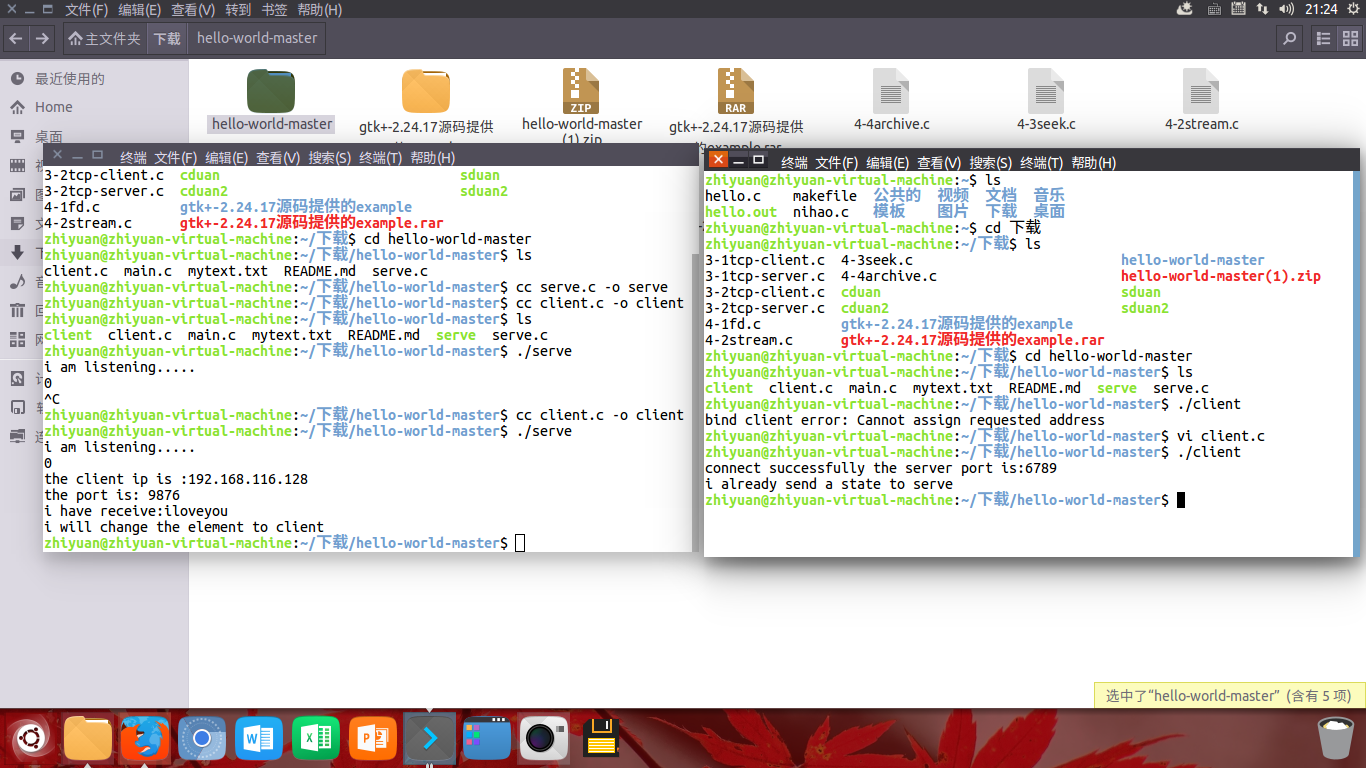 文件(F) 编辑(E) 查看(V) 转到 书签 帮助(H)
21:24
主文件夹 下载 hello-world-master
最近使用的
Home
桌面
hello-world-master
gtk+-2.24.17源码提供
hello-world-master
(1).zip
gtk+-2.24.17源码提供
的example.rar
4-4archive.c
4-3seek.c
4-2stream.c
ZIP
RAR
终端 文件(F) 编辑(E) 查看(V) 搜索(S) 终端(T) 帮助(H)
3-2tcp-client.c cduan sduan
3-2tcp-server.c cduan2 sduan2
4-1fd.c gtk+-2.24.17源码提供的example
4-2stream.c gtk+-2.24.17源码提供的example.rar
zhiyuan@zhiyuan-virtual-machine:~/下载$ cd hello-world-master
zhiyuan@zhiyuan-virtual-machine:~/下载/hello-world-master$ ls
client.c main.c mytext.txt README.md serve.c
zhiyuan@zhiyuan-virtual-machine:~/下载/hello-world-master$ cc serve.c -o serve
zhiyuan@zhiyuan-virtual-machine:~/下载/hello-world-master$ cc client.c -o client
zhiyuan@zhiyuan-virtual-machine:~/下载/hello-world-master$ ls
client client.c main.c mytext.txt README.md serve serve.c
zhiyuan@zhiyuan-virtual-machine:~/下载/hello-world-master$ ./serve
i am listening.....
0
^C
zhiyuan@zhiyuan-virtual-machine:~/下载/hello-world-master$ cc client.c -o client
zhiyuan@zhiyuan-virtual-machine:~/下载/hello-world-master$ ./serve
i am listening.....
0
the client ip is :192.168.116.128
the port is: 9876
i have receive:iloveyou
i will change the element to client
zhiyuan@zhiyuan-virtual-machine:~/下载/hello-world-master$
终端 文件(F) 编辑(E) 查看(V) 搜索(S) 终端(T) 帮助(H)
zhiyuan@zhiyuan-virtual-machine:~$ ls
hello.c makefile 公共的 视频 文档 音乐
hello.out nihao.c 模板 图片 下载 桌面
zhiyuan@zhiyuan-virtual-machine:~$ cd 下载
zhiyuan@zhiyuan-virtual-machine:~/下载$ ls
3-1tcp-client.c 4-3seek.c hello-world-master
3-1tcp-server.c 4-4archive.c hello-world-master(1).zip
3-2tcp-client.c cduan sduan
3-2tcp-server.c cduan2 sduan2
4-1fd.c gtk+-2.24.17源码提供的example
4-2stream.c gtk+-2.24.17源码提供的example.rar
zhiyuan@zhiyuan-virtual-machine:~/下载$ cd hello-world-master
zhiyuan@zhiyuan-virtual-machine:~/下载/hello-world-master$ ls
client client.c main.c mytext.txt README.md serve serve.c
zhiyuan@zhiyuan-virtual-machine:~/下载/hello-world-master$ ./client
bind client error: Cannot assign requested address
zhiyuan@zhiyuan-virtual-machine:~/下载/hello-world-master$ vi client.c
zhiyuan@zhiyuan-virtual-machine:~/下载/hello-world-master$ ./client
connect successfully the server port is:6789
i already send a state to serve
zhiyuan@zhiyuan-virtual-machine:~/下载/hello-world-master$
选中了“hello-world-master” (含有 5 项)